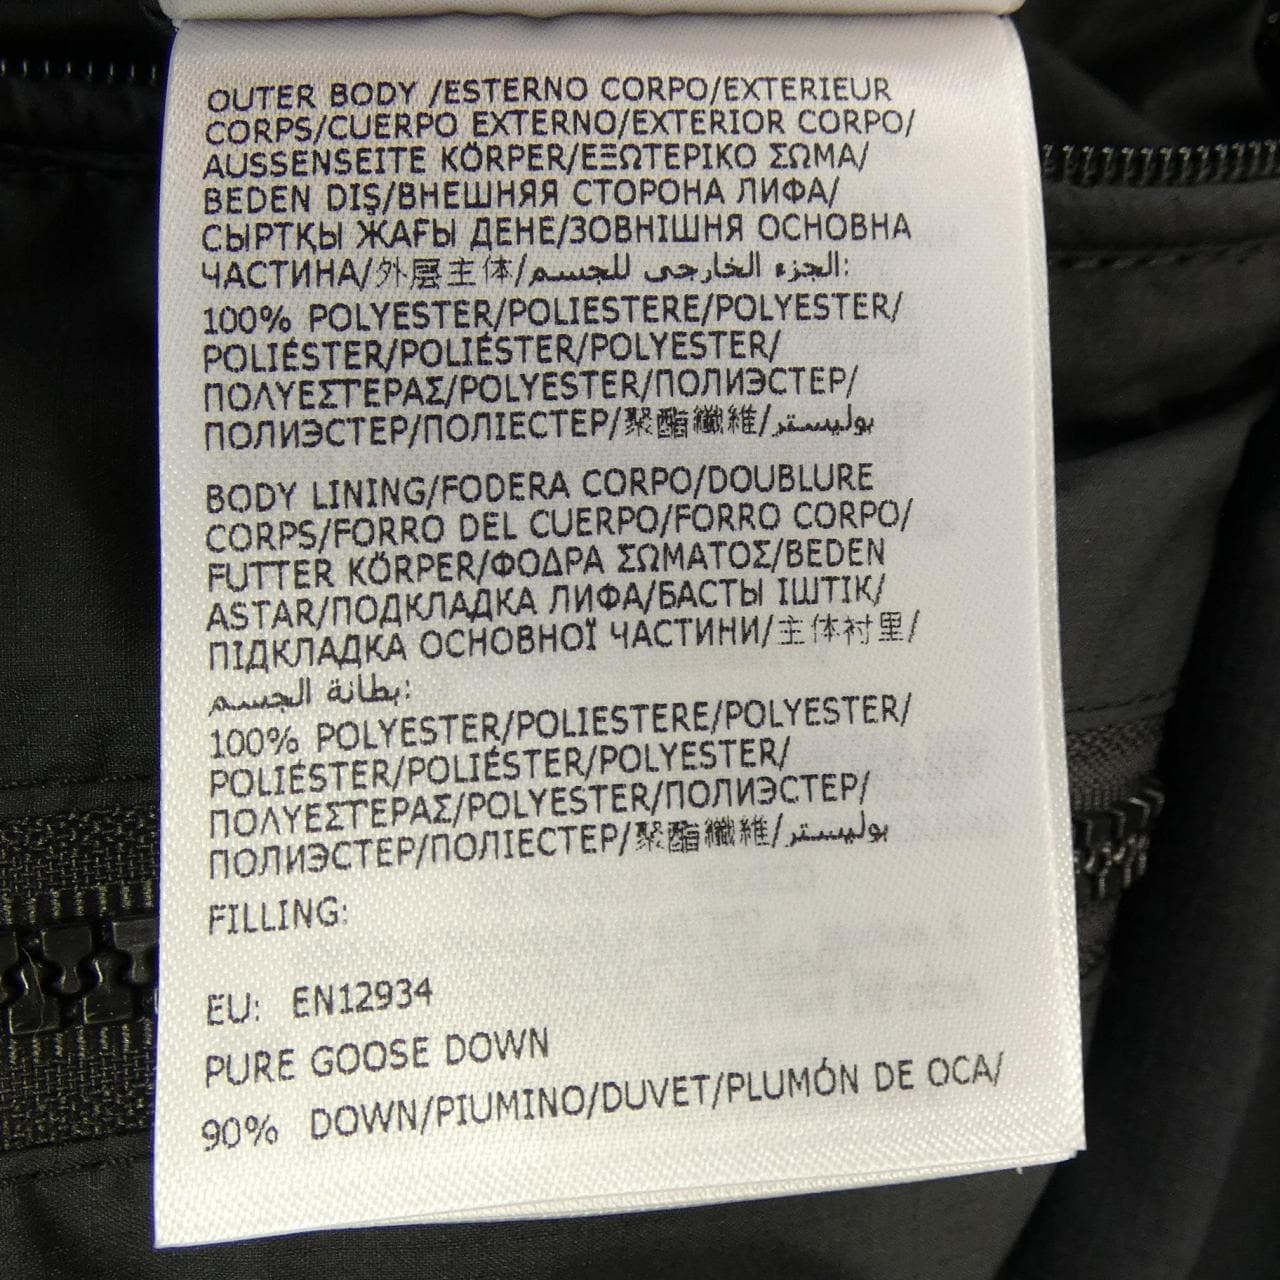 OUTER BODY /ESTERNO CORPO/EXTERIEUR
CORPS/CUERPO EXTERNO/EXTERIOR CORPO/
AUSSENSEITE KÖRPER/ΕΞΩΤΕΡΙΚΟ ΣΩΜΑ/
BEDEN DIŞ/ВНЕШНЯЯ СТОРОНА ЛИФА/
СЫРТҚЫ ЖАҒЫ ДЕНЕ/ЗОВНІШНЯ ОСНОВНА
ЧАСТИНА/外层主体/الجزء الخارجي للجسم:
100% POLYESTER/POLIESTERE/POLYESTER/
POLIÉSTER/POLIÉSTER/POLYESTER/
ΠΟΛΥΕΣΤΕΡΑΣ/POLYESTER/ПОЛИЭСТЕР/
ПОЛИЭСТЕР/ПОЛІЕСТЕР/聚酯纖維/بوليستر
BODY LINING/FODERA CORPO/DOUBLURE
CORPS/FORRO DEL CUERPO/FORRO CORPO/
FUTTER KÖRPER/ΦΟΔΡΑ ΣΩΜΑΤΟΣ/BEDEN
ASTAR/ПОДКЛАДКА ЛИФА/БАСТЫ ІШТІК/
ПІДКЛАДКА ОСНОВНОЇ ЧАСТИНИ/主体衬里/
بطانة الجسم:
100% POLYESTER/POLIESTERE/POLYESTER/
POLIÉSTER/POLIÉSTER/POLYESTER/
ΠΟΛΥΕΣΤΕΡΑΣ/POLYESTER/ПОЛИЭСТЕР/
ПОЛИЭСТЕР/ПОЛІЕСТЕР/聚酯纖維/بوليستر
FILLING:
EU: EN12934
PURE GOOSE DOWN
90% DOWN/PIUMINO/DUVET/PLUMÓN DE OCA/